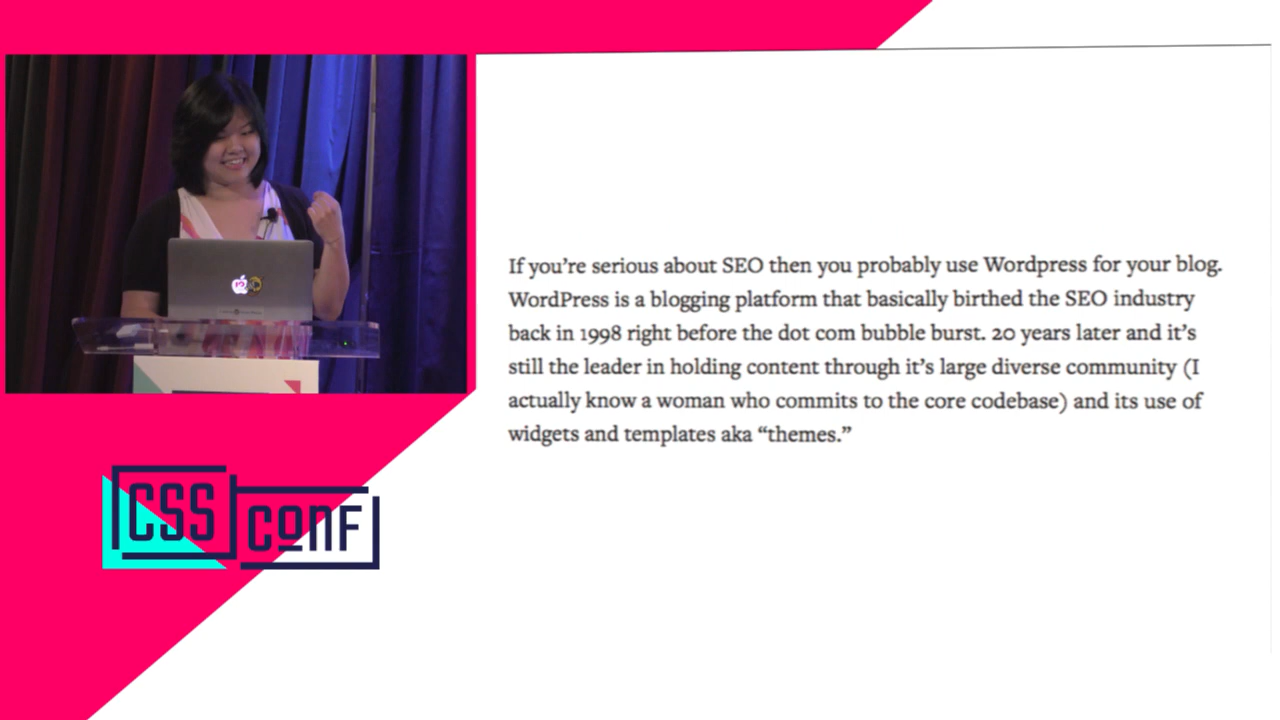 If you’re serious about SEO then you probably use Wordpress for your blog.
WordPress is a blogging platform that basically birthed the SEO industry
back in 1998 right before the dot com bubble burst. 20 years later and it’s
still the leader in holding content through it’s large diverse community (I
actually know a woman who commits to the core codebase) and its use of
widgets and templates aka “themes.”
CSS
CONF